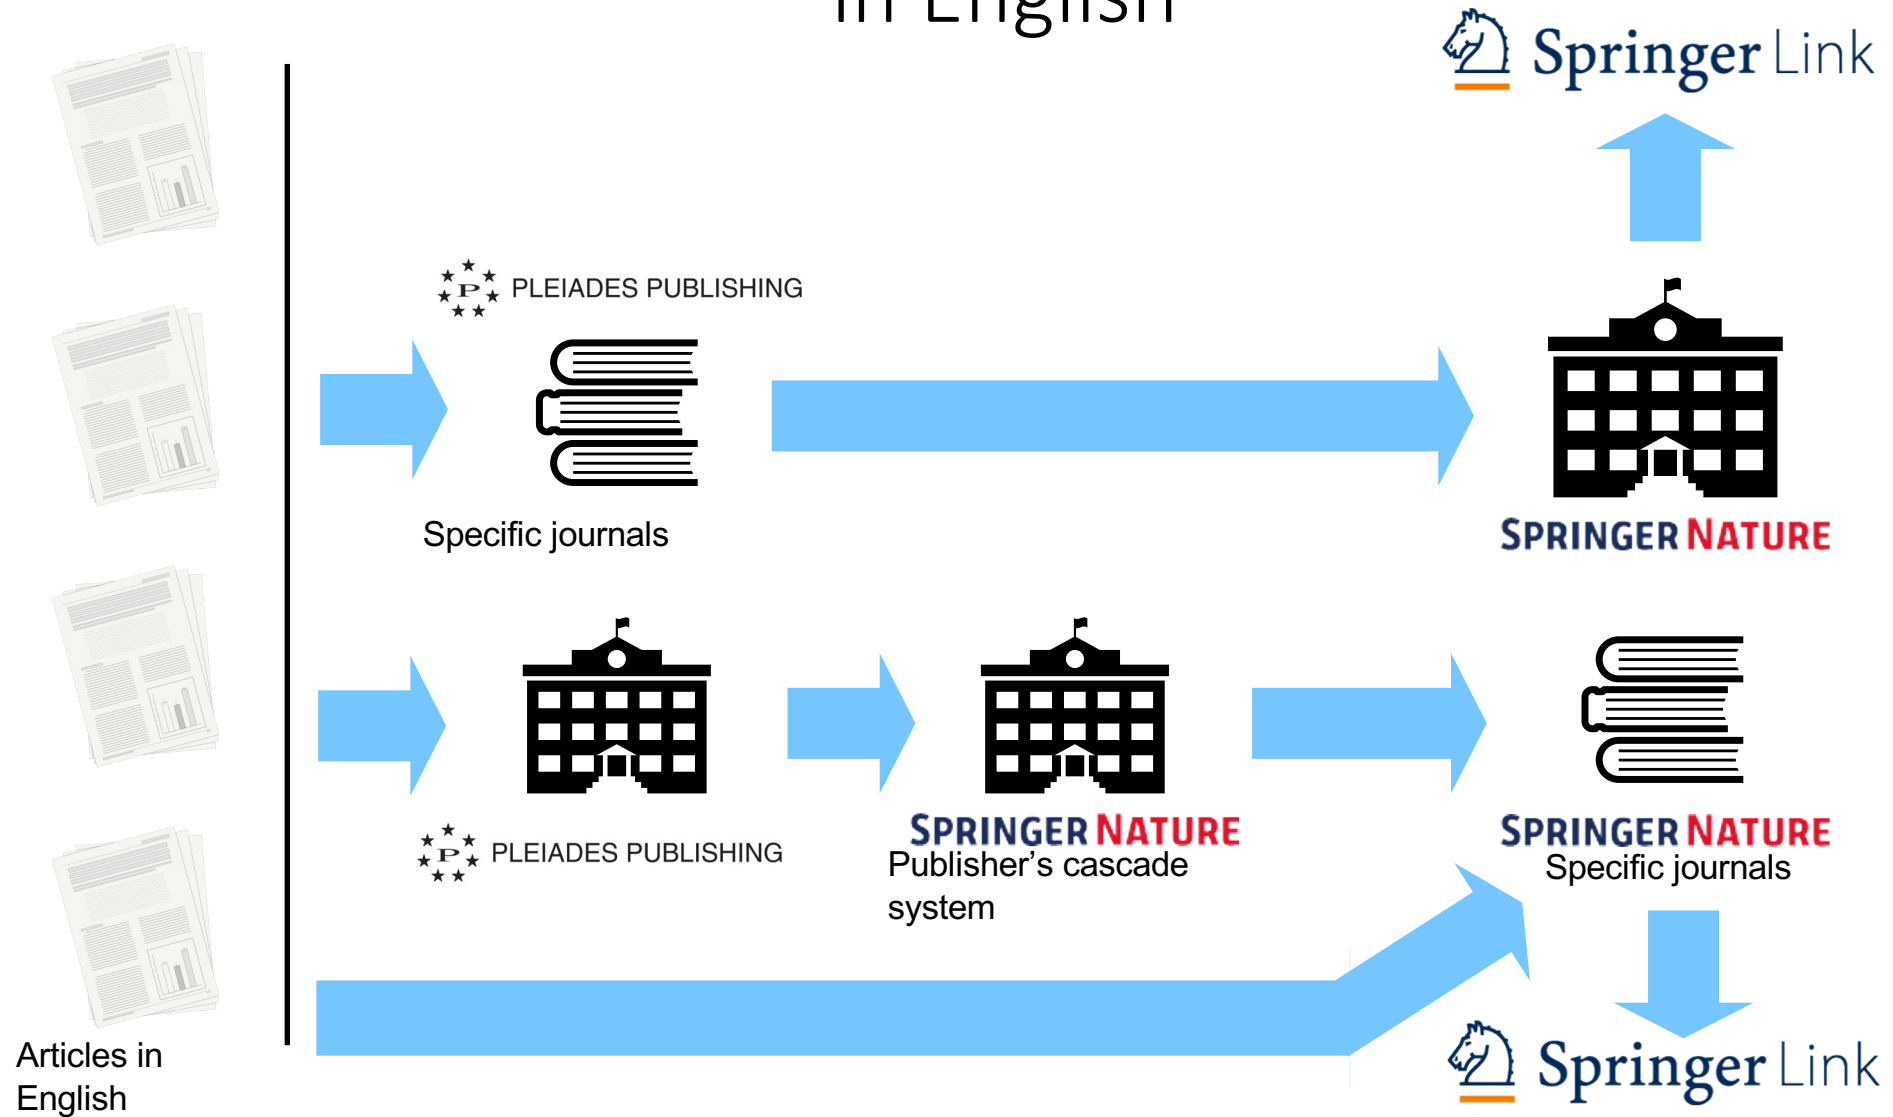 in English
Springer Link
P PLEIADES PUBLISHING
Specific journals
SPRINGER NATURE
P PLEIADES PUBLISHING
SPRINGER NATURE
Publisher’s cascade
system
SPRINGER NATURE
Specific journals
Articles in
English
Springer Link